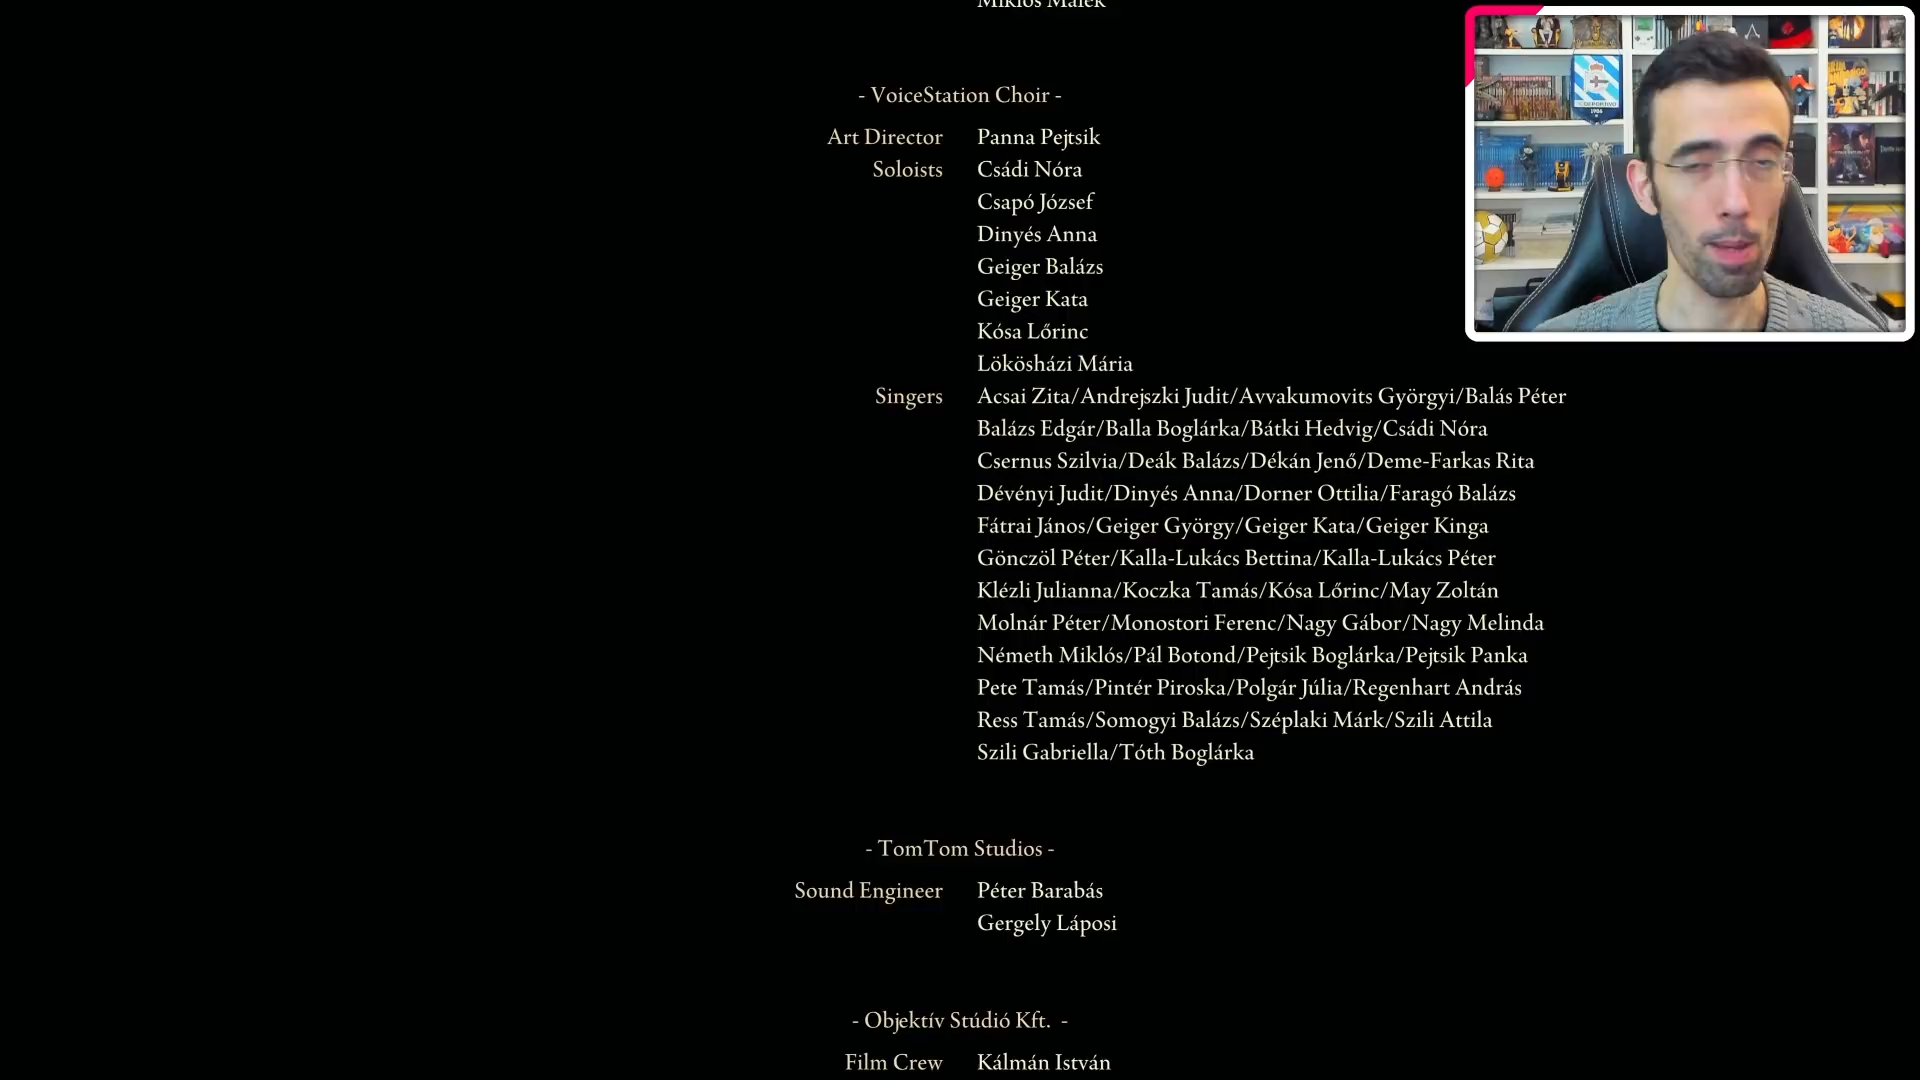 Miklós Malek
- VoiceStation Choir -
Art Director Panna Pejtsik
Soloists Csádi Nóra
Csapó József
Dinyés Anna
Geiger Balázs
Geiger Kata
Kósa Lőrinc
Lökösházi Mária
Singers Acsai Zita/Andrejszki Judit/Avvakumovits Györgyi/Balás Péter
Balázs Edgár/Balla Boglárka/Bátki Hedvig/Csádi Nóra
Csernus Szilvia/Deák Balázs/Dékán Jenő/Deme-Farkas Rita
Dévényi Judit/Dinyés Anna/Dorner Ottilia/Faragó Balázs
Fátrai János/Geiger György/Geiger Kata/Geiger Kinga
Gönczöl Péter/Kalla-Lukács Bettina/Kalla-Lukács Péter
Klézli Julianna/Koczka Tamás/Kósa Lőrinc/May Zoltán
Molnár Péter/Monostori Ferenc/Nagy Gábor/Nagy Melinda
Németh Miklós/Pál Botond/Pejtsik Boglárka/Pejtsik Panka
Pete Tamás/Pintér Piroska/Polgár Júlia/Regenhart András
Ress Tamás/Somogyi Balázs/Széplaki Márk/Szili Attila
Szili Gabriella/Tóth Boglárka
- TomTom Studios -
Sound Engineer Péter Barabás
Gergely Láposi
- Objektív Stúdió Kft. -
Film Crew Kálmán István